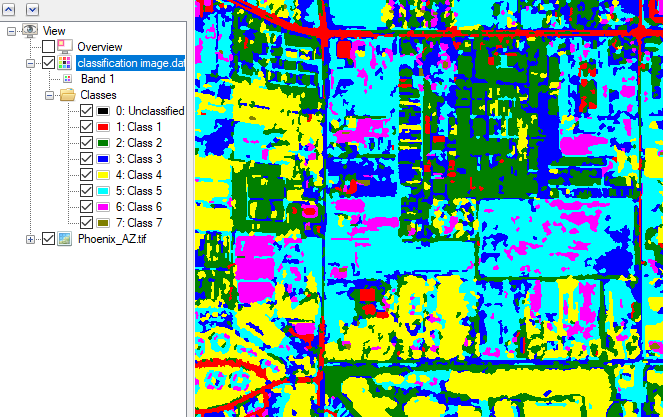 View
Overview
classification image.dat
Band 1
Classes
0: Unclassified
1: Class 1
2: Class 2
3: Class 3
4: Class 4
5: Class 5
6: Class 6
7: Class 7
Phoenix_AZ.tif